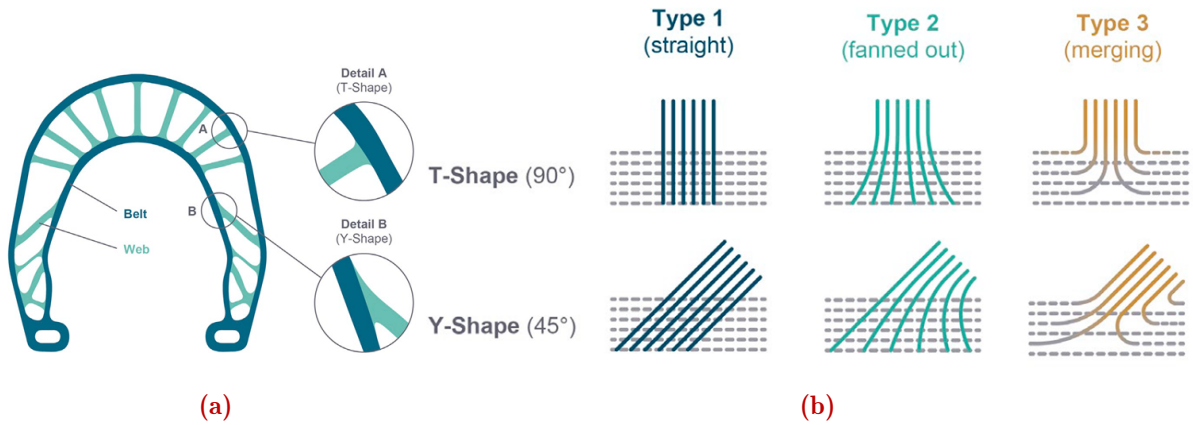 Type 1
(straight)
Type 2
(fanned out)
Type 3
(merging)
Detail A
(T-Shape)
A
T-Shape (90°)
B
Belt
Web
Detail B
(Y-Shape)
Y-Shape (45°)
(a)
(b)